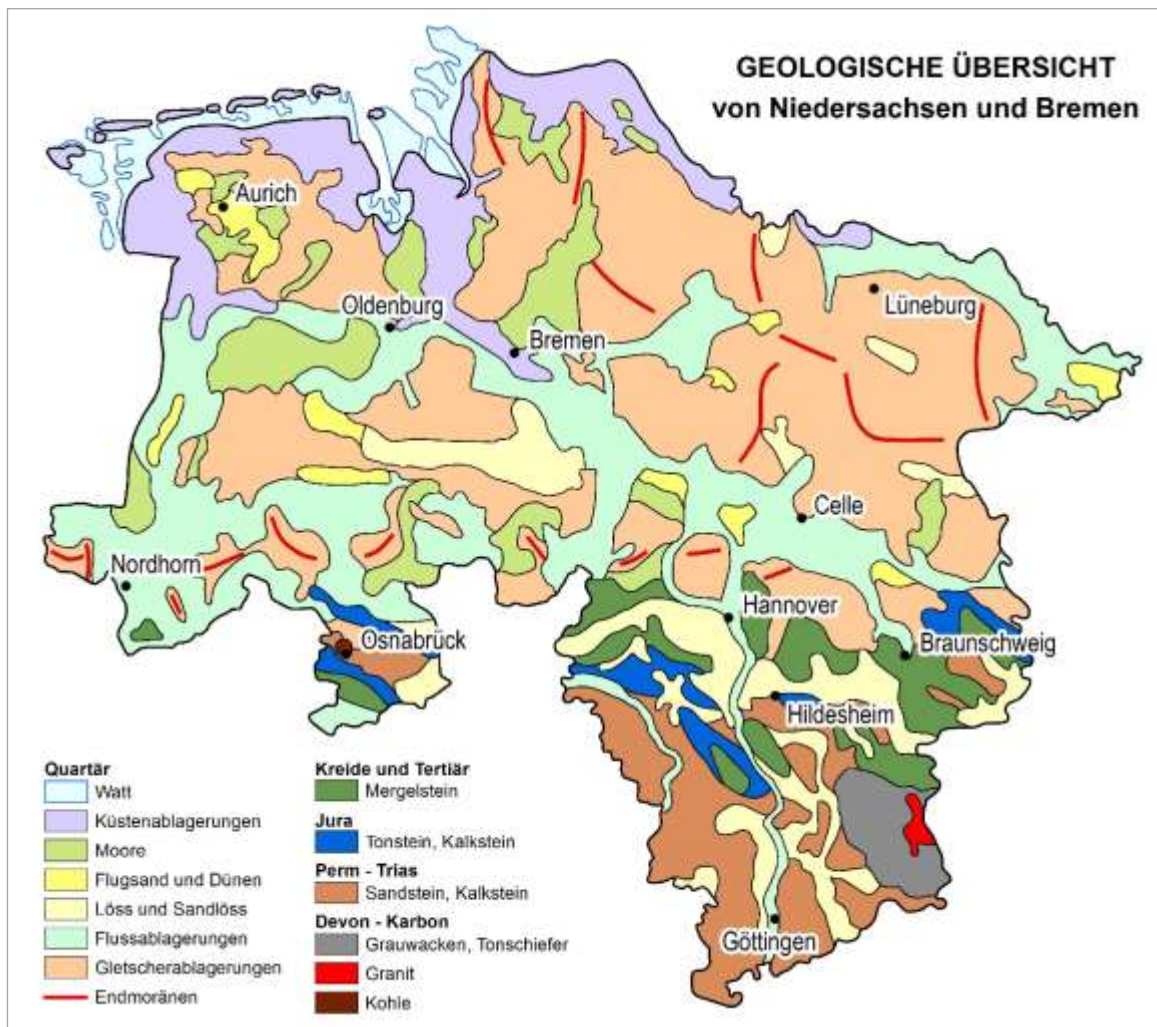 GEOLOGISCHE ÜBERSICHT
von Niedersachsen und Bremen
Aurich
Oldenburg
Bremen
Lüneburg
Celle
Nordhorn
Hannover
Osnabrück
Braunschweig
Hildesheim
Göttingen
Quartär
Watt
Küstenablagerungen
Moore
Flugsand und Dünen
Löss und Sandlöss
Flussablagerungen
Gletscherablagerungen
Endmoränen
Kreide und Tertiär
Mergelstein
Jura
Tonstein, Kalkstein
Perm - Trias
Sandstein, Kalkstein
Devon - Karbon
Grauwacken, Tonschiefer
Granit
Kohle